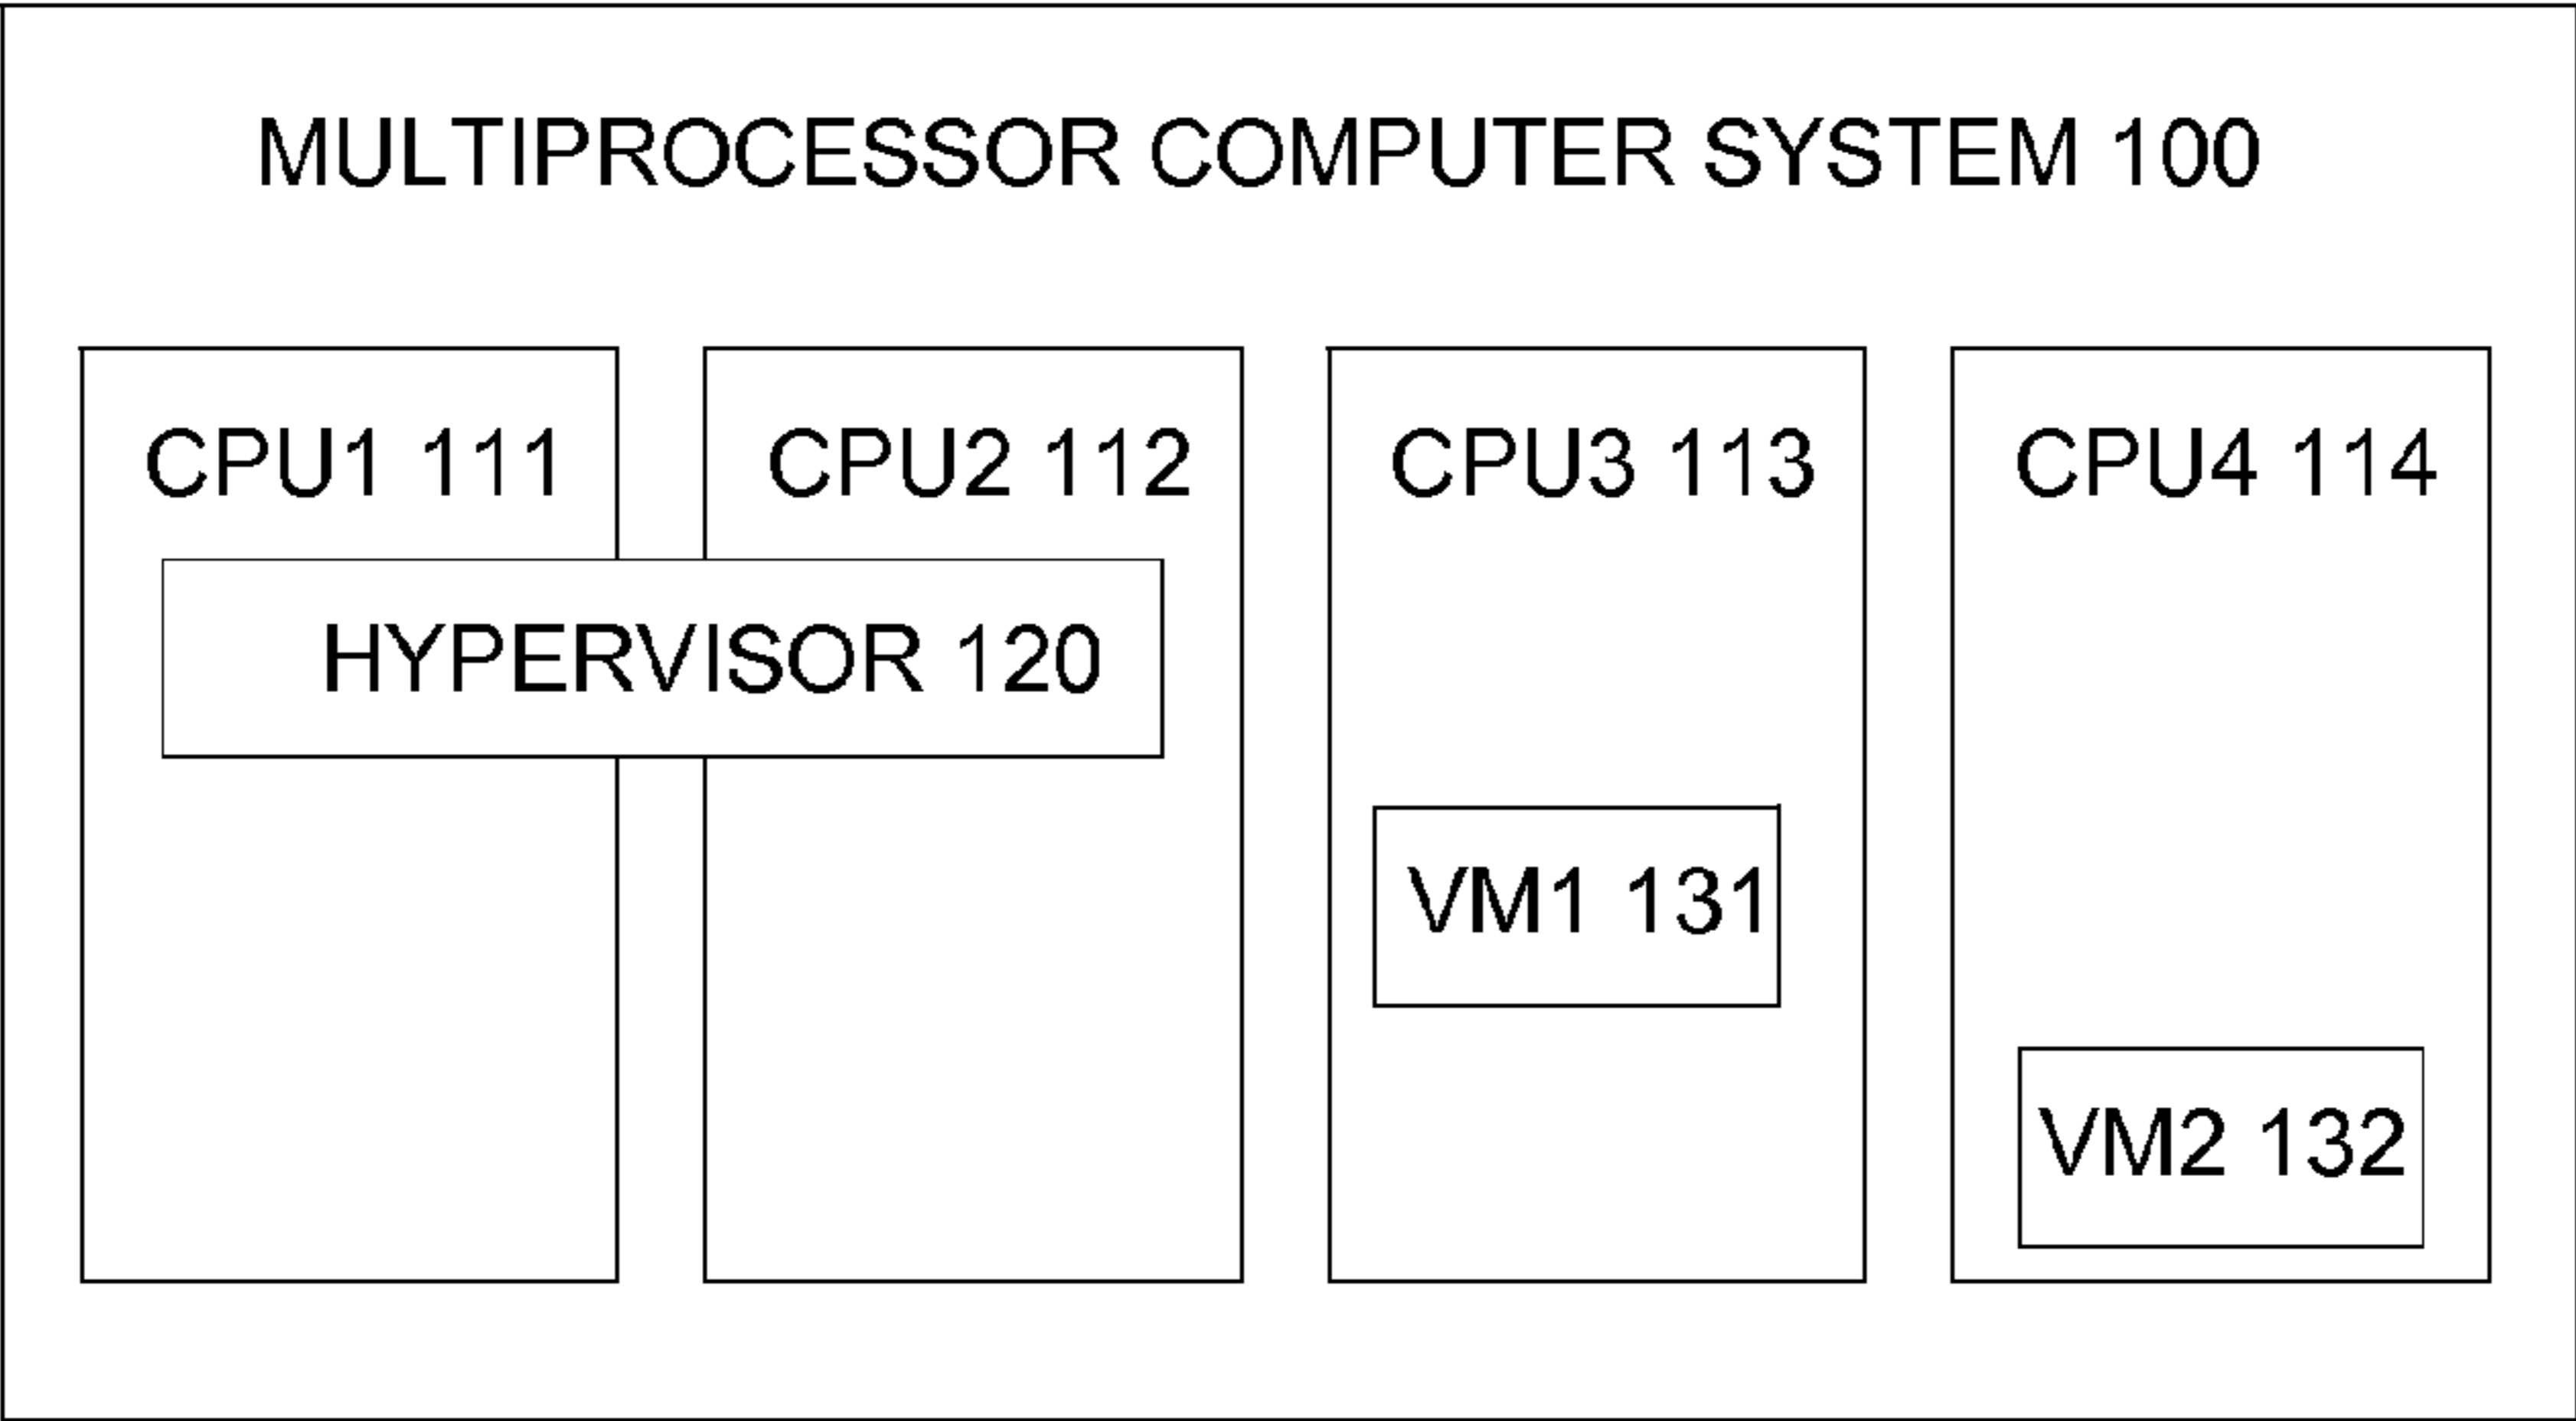 MULTIPROCESSOR COMPUTER SYSTEM 100
CPU1 111
CPU2 112
CPU3 113
CPU4 114
HYPERVISOR 120
VM1 131
VM2 132